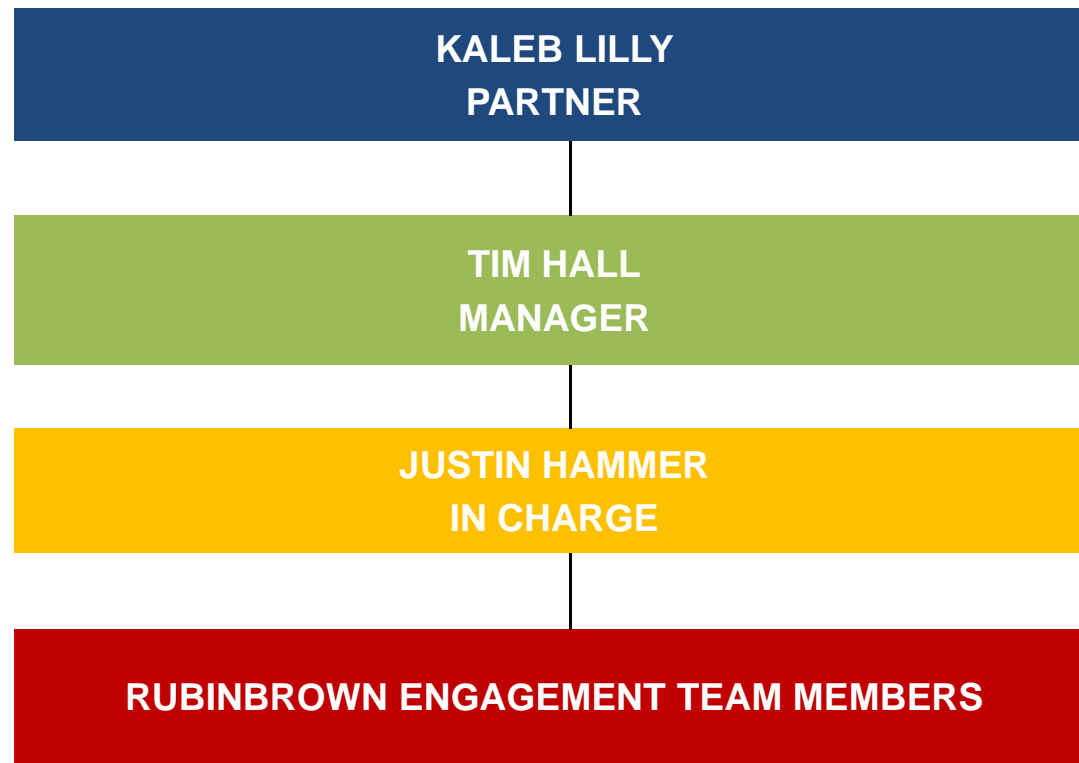 KALEB LILLY
PARTNER
TIM HALL
MANAGER
JUSTIN HAMMER
IN CHARGE
RUBINBROWN ENGAGEMENT TEAM MEMBERS